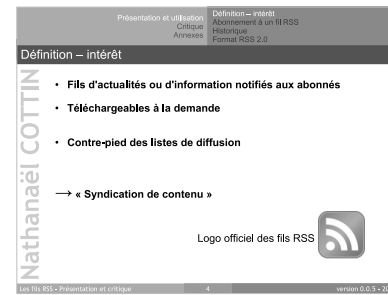 Présentation et utilisation
Critique
Annexes
Définition – intérêt
Abonnement à un fil RSS
Historique
Format RSS 2.0
Définition – intérêt
Nathanaël COTTIN
• Fils d'actualités ou d'information notifiés aux abonnés
• Téléchargeables à la demande
• Contre-pied des listes de diffusion
→ « Syndication de contenu »
Logo officiel des fils RSS
Les fils RSS - Présentation et critique
4
version 0.0.5 - 20